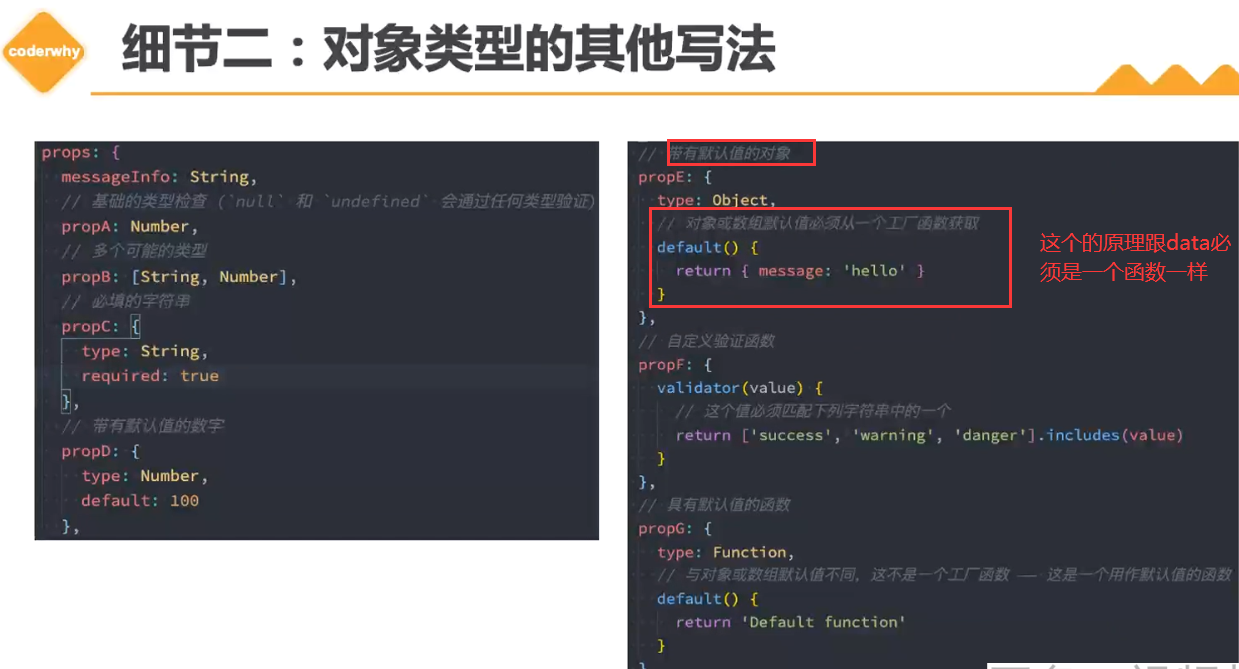 coderwhy
细节二：对象类型的其他写法
props: {
messageInfo: String,
// 基础的类型检查 (`null` 和 `undefined` 会通过任何类型验证)
propA: Number,
// 多个可能的类型
propB: [String, Number],
// 必填的字符串
propC: {
type: String,
required: true
},
// 带有默认值的数字
propD: {
type: Number,
default: 100
},
// 带有默认值的对象
propE: {
type: Object,
// 对象或数组默认值必须从一个工厂函数获取
default() {
return { message: 'hello' }
}
},
// 自定义验证函数
propF: {
validator(value) {
// 这个值必须匹配下列字符串中的一个
return ['success', 'warning', 'danger'].includes(value)
}
},
// 具有默认值的函数
propG: {
type: Function,
// 与对象或数组默认值不同，这不是一个工厂函数 —— 这是一个用作默认值的函数
default() {
return 'Default function'
}
}
这个的原理跟data必
须是一个函数一样